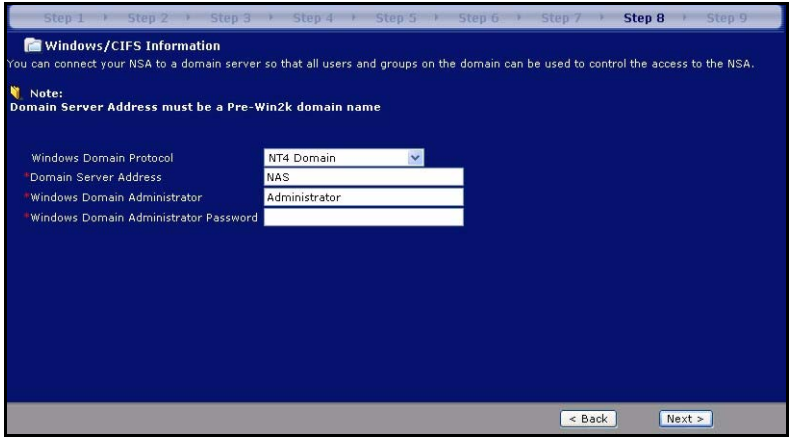 Step 1 Step 2 Step 3 Step 4 Step 5 Step 6 Step 7 Step 8 Step 9
Windows/CIFS Information
You can connect your NSA to a domain server so that all users and groups on the domain can be used to control the access to the NSA.
Note:
Domain Server Address must be a Pre-Win2k domain name
Windows Domain Protocol NT4 Domain
*Domain Server Address NAS
*Windows Domain Administrator Administrator
*Windows Domain Administrator Password
< Back Next >